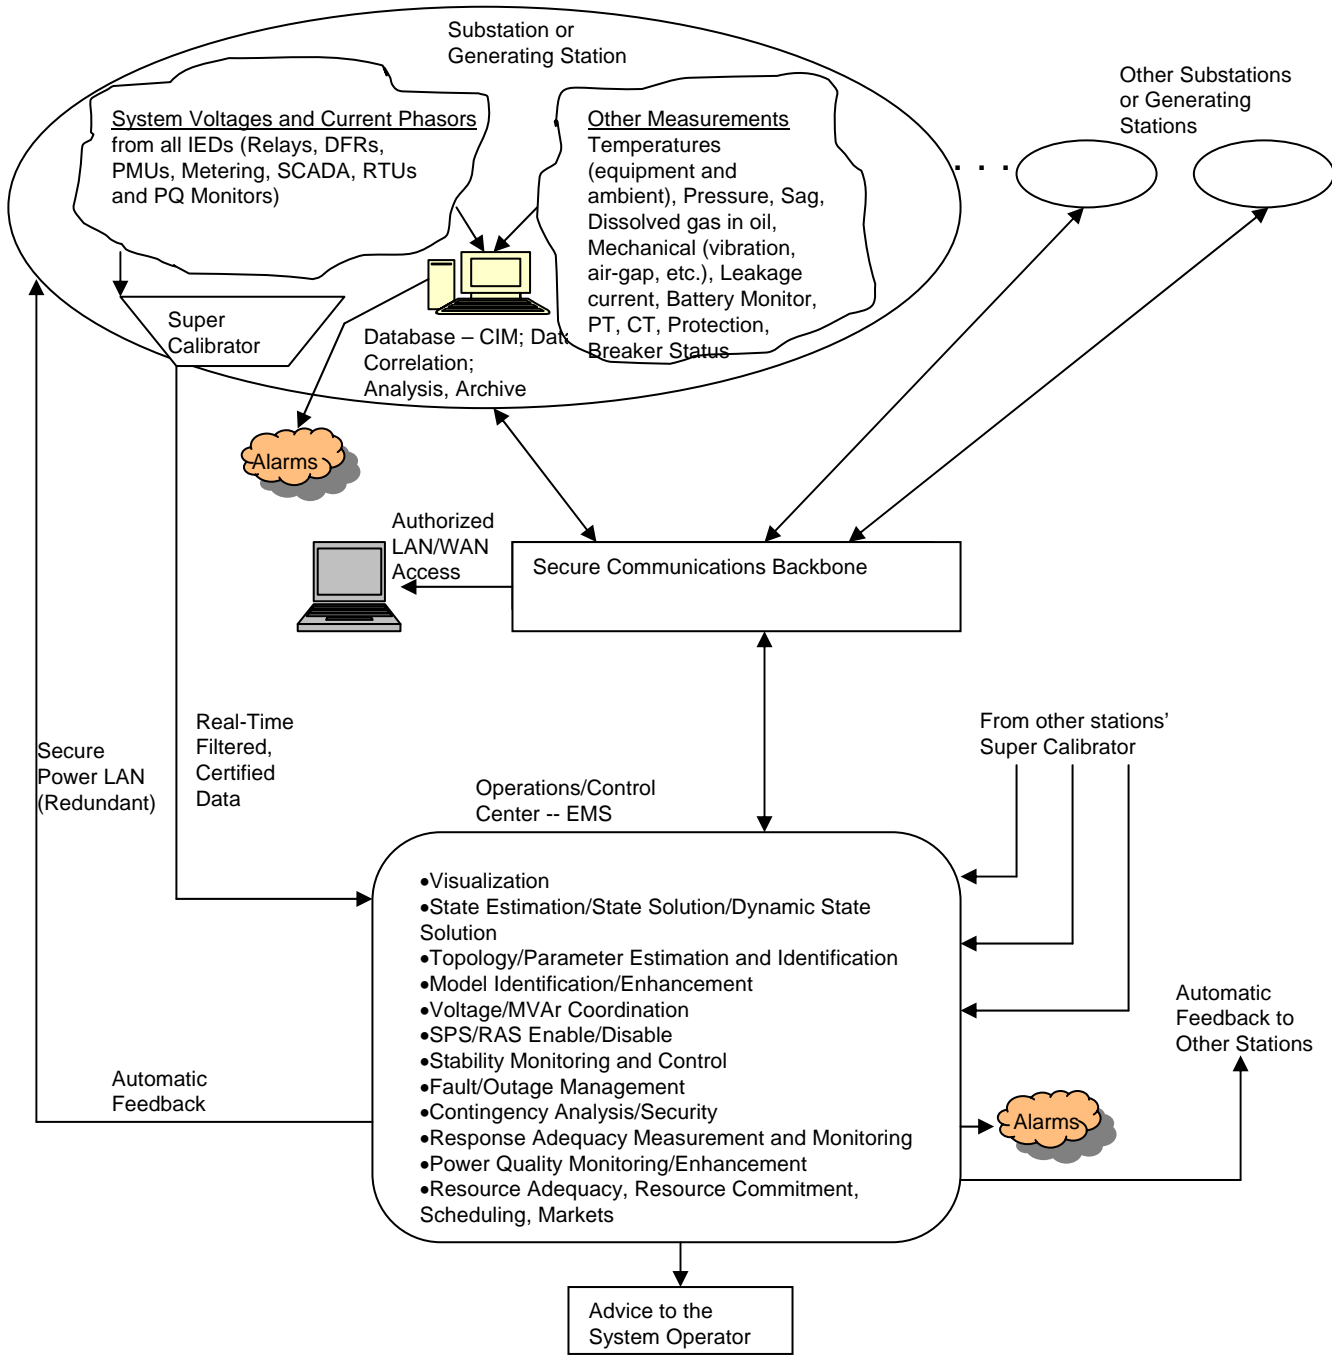 Substation or
Generating Station
System Voltages and Current Phasors
from all IEDs (Relays, DFRs,
PMUs, Metering, SCADA, RTUs
and PQ Monitors)
Other Measurements
Temperatures
(equipment and
ambient), Pressure, Sag,
Dissolved gas in oil,
Mechanical (vibration,
air-gap, etc.), Leakage
current, Battery Monitor,
PT, CT, Protection,
Breaker Status
. . .
Other Substations
or Generating
Stations
Super
Calibrator
Database – CIM; Data
Correlation;
Analysis, Archive
Alarms
Authorized
LAN/WAN
Access
Secure Communications Backbone
Secure
Power LAN
(Redundant)
Real-Time
Filtered,
Certified
Data
From other stations’
Super Calibrator
Operations/Control
Center -- EMS
•Visualization
•State Estimation/State Solution/Dynamic State
Solution
•Topology/Parameter Estimation and Identification
•Model Identification/Enhancement
•Voltage/MVAr Coordination
•SPS/RAS Enable/Disable
•Stability Monitoring and Control
•Fault/Outage Management
•Contingency Analysis/Security
•Response Adequacy Measurement and Monitoring
•Power Quality Monitoring/Enhancement
•Resource Adequacy, Resource Commitment,
Scheduling, Markets
Automatic
Feedback
Automatic
Feedback to
Other Stations
Alarms
Advice to the
System Operator